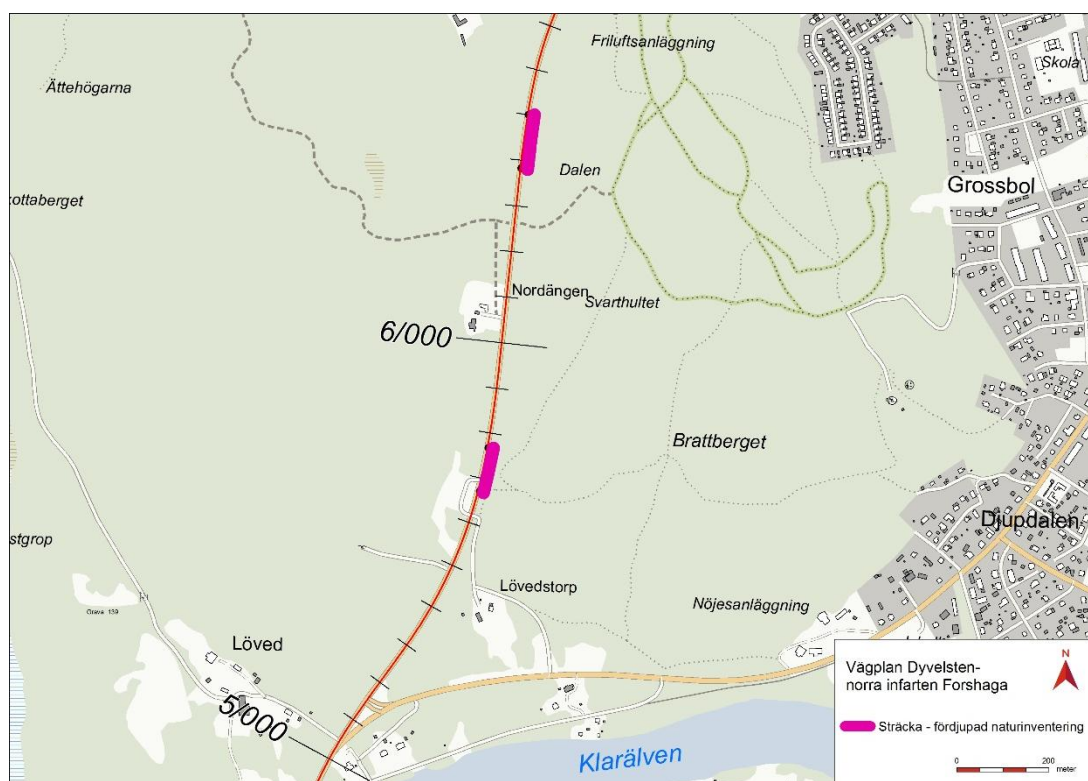 Friluftsanläggning
Skola
Ättehögarna
Dalen
Grossbol
kottaberget
Nordängen
Svarthultet
6/000
Brattberget
Djupdalen
stgrop
Lövedstorp
Nöjesanläggning
Löved
5/000
Klarälven
Vägplan Dyvelsten-
norra infarten Forshaga
N
Sträcka - fördjupad naturinventering
0 200
meter